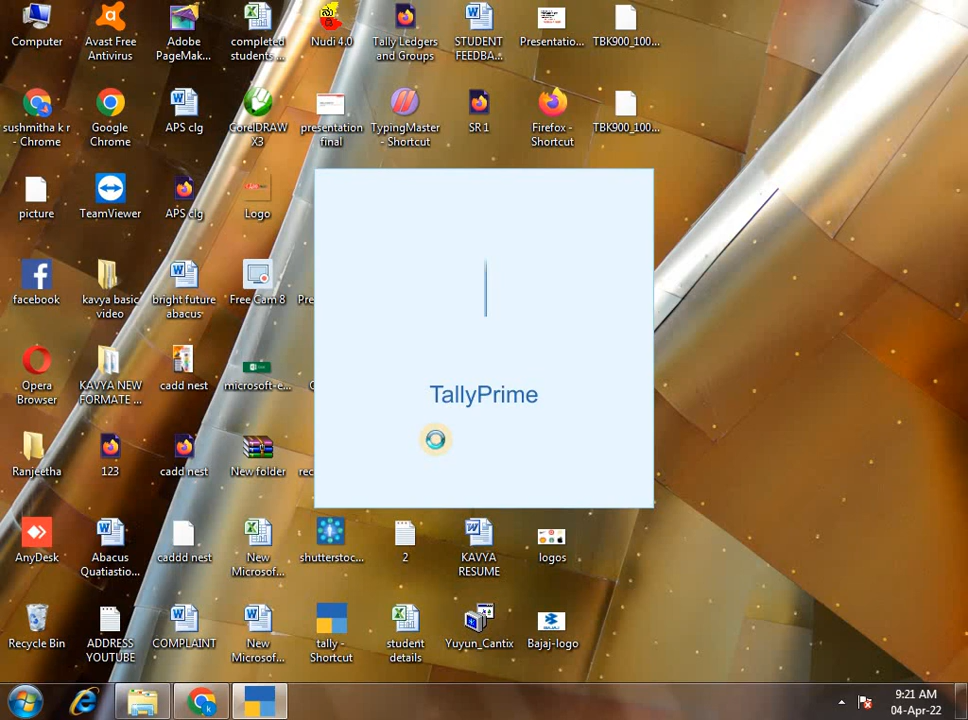 Computer
Avast Free
Antivirus
Adobe
PageMak...
completed
students ...
Nudi 4.0
Tally Ledgers
and Groups
STUDENT
FEEDBA...
Presentatio...
TBK900_100...
sushmitha k r
- Chrome
Google
Chrome
APS clg
CorelDRAW
X3
presentation
final
TypingMaster
- Shortcut
SR 1
Firefox -
Shortcut
TBK900_100...
picture
TeamViewer
APS clg
Logo
facebook
kavya basic
video
bright future
abacus
Free Cam 8
Pre
TallyPrime
Opera
Browser
KAVYA NEW
FORMATE ...
cadd nest
microsoft-e...
Ranjeetha
123
cadd nest
New folder
rec
AnyDesk
Abacus
Quatiastio...
caddd nest
New
Microsof...
shutterstoc...
2
KAVYA
RESUME
logos
Recycle Bin
ADDRESS
YOUTUBE
COMPLAINT
New
Microsof...
tally -
Shortcut
student
details
Yuyun_Cantix
Bajaj-logo
9:21 AM
04-Apr-22